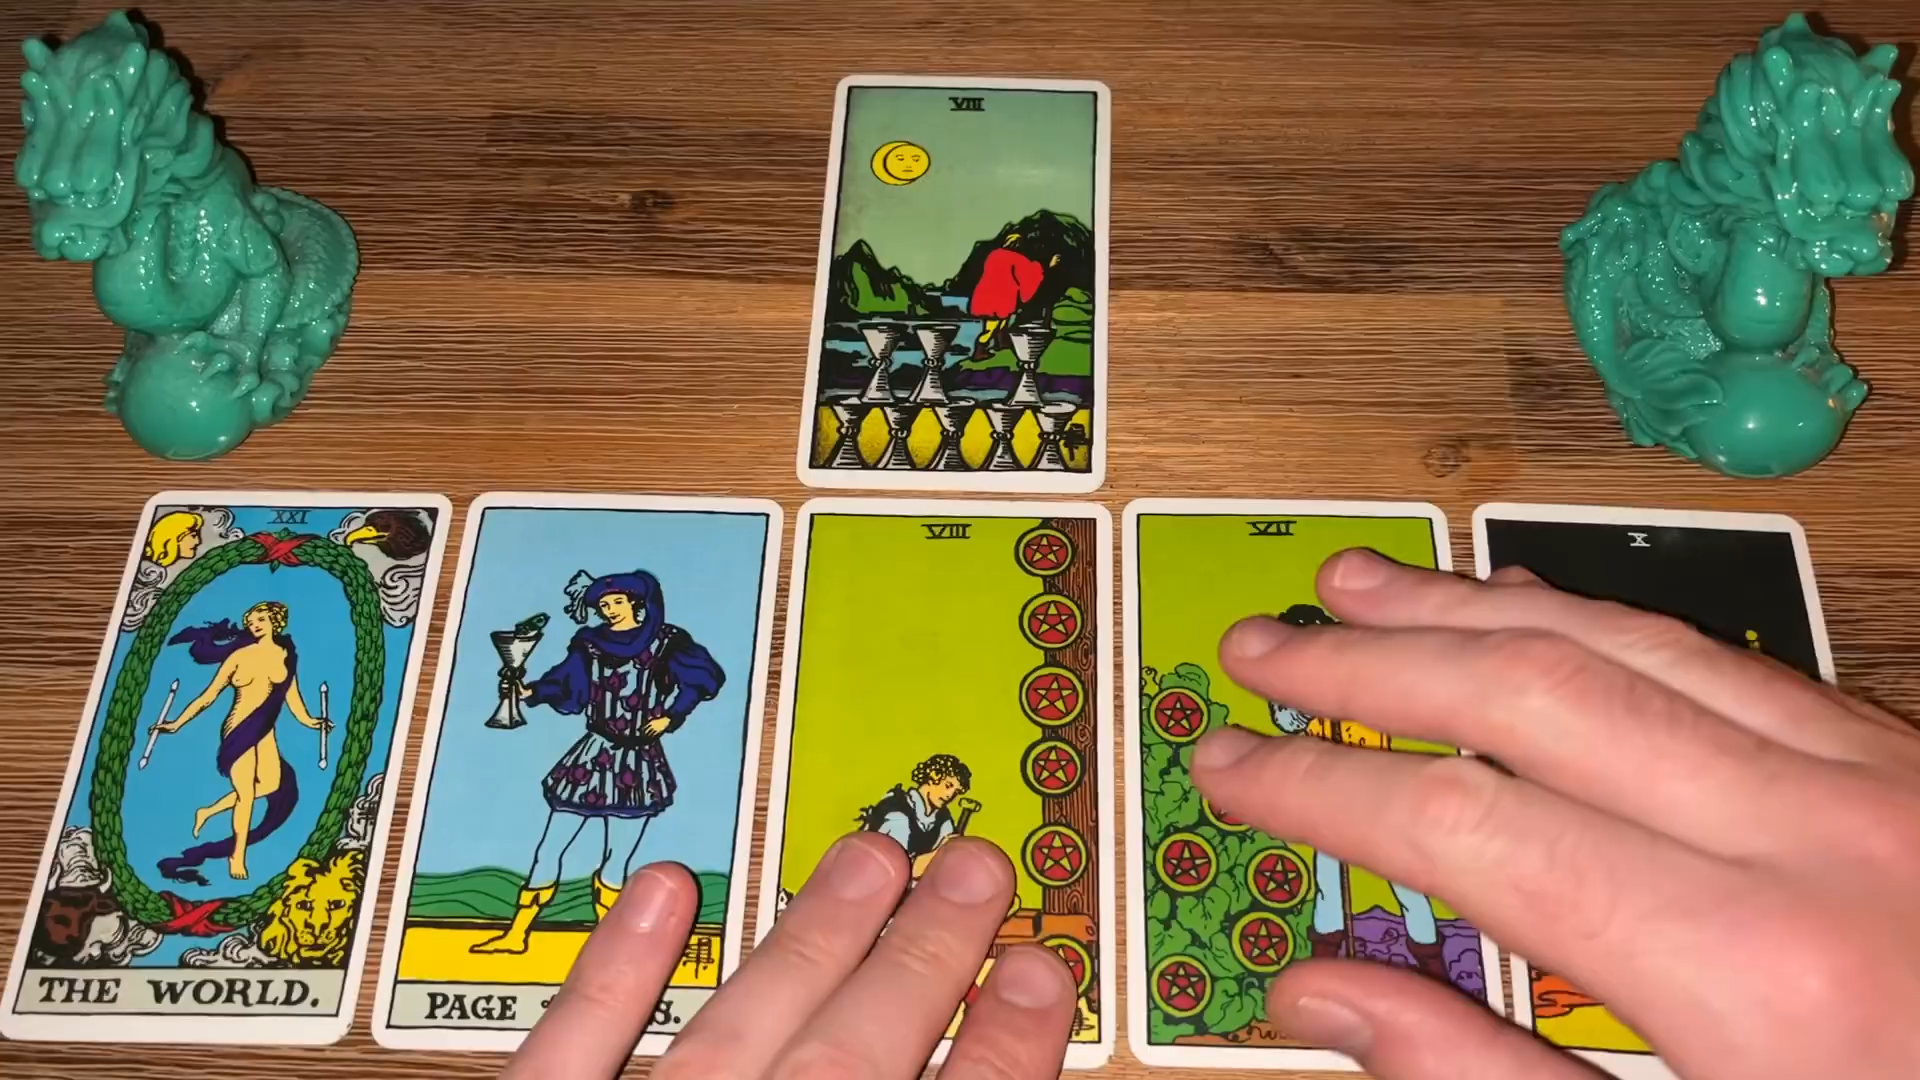 VIII
XXI
VIII
VII
X
THE WORLD.
PAGE